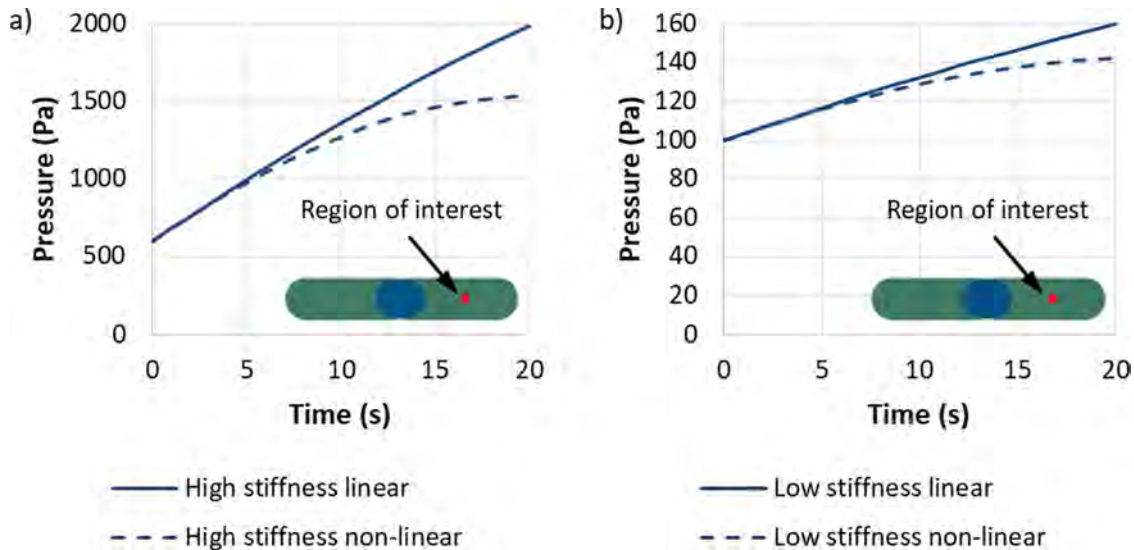 a)
2000
1500
1000
500
0
Pressure (Pa)
Region of interest
0 5 10 15 20
Time (s)
High stiffness linear
High stiffness non-linear
b)
160
140
120
100
80
60
40
20
0
Pressure (Pa)
Region of interest
0 5 10 15 20
Time (s)
Low stiffness linear
Low stiffness non-linear